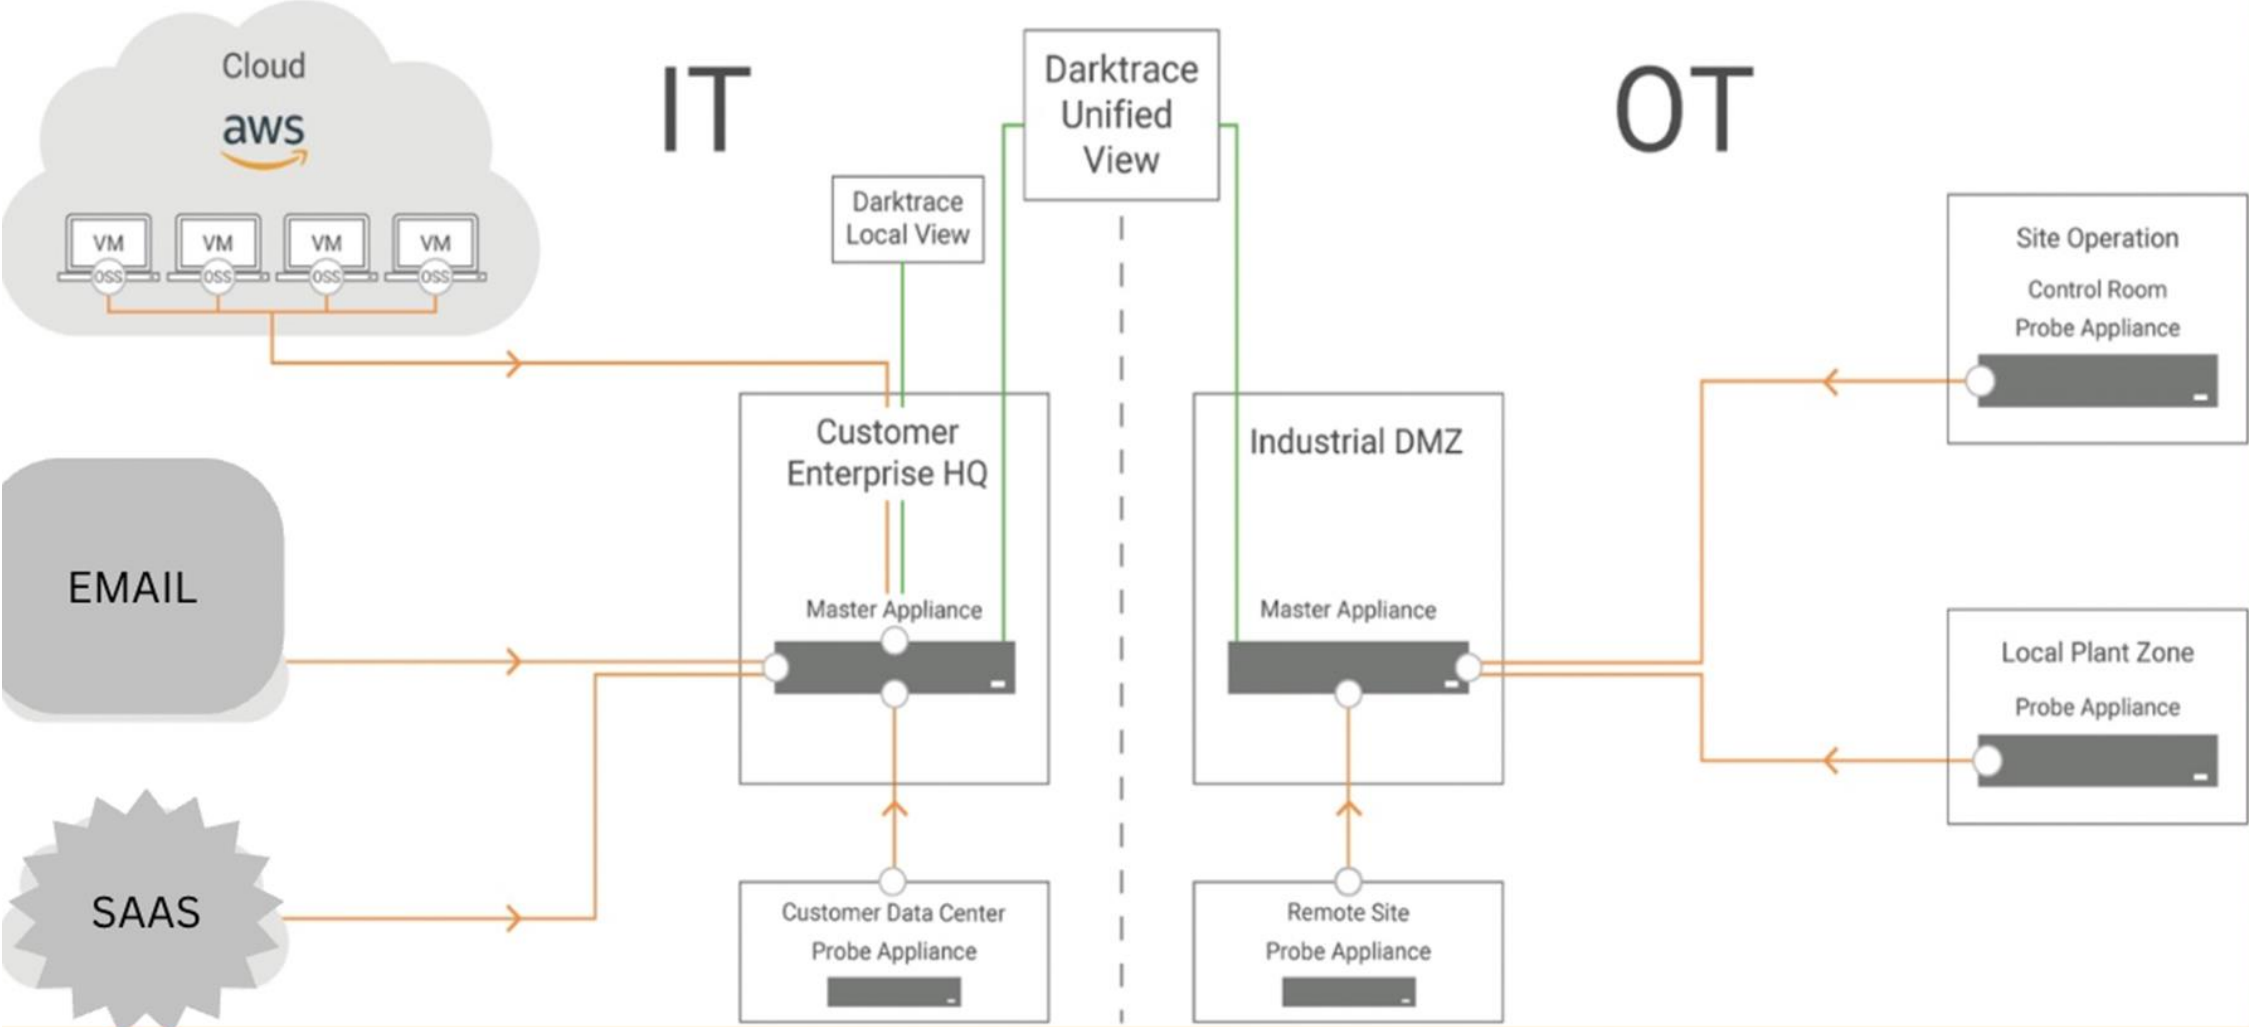 Cloud
aws
VM
VM
VM
VM
OSS
OSS
OSS
OSS
IT
Darktrace
Unified
View
OT
Darktrace
Local View
Site Operation
Control Room
Probe Appliance
Customer
Enterprise HQ
Master Appliance
Industrial DMZ
Master Appliance
EMAIL
Local Plant Zone
Probe Appliance
SAAS
Customer Data Center
Probe Appliance
Remote Site
Probe Appliance